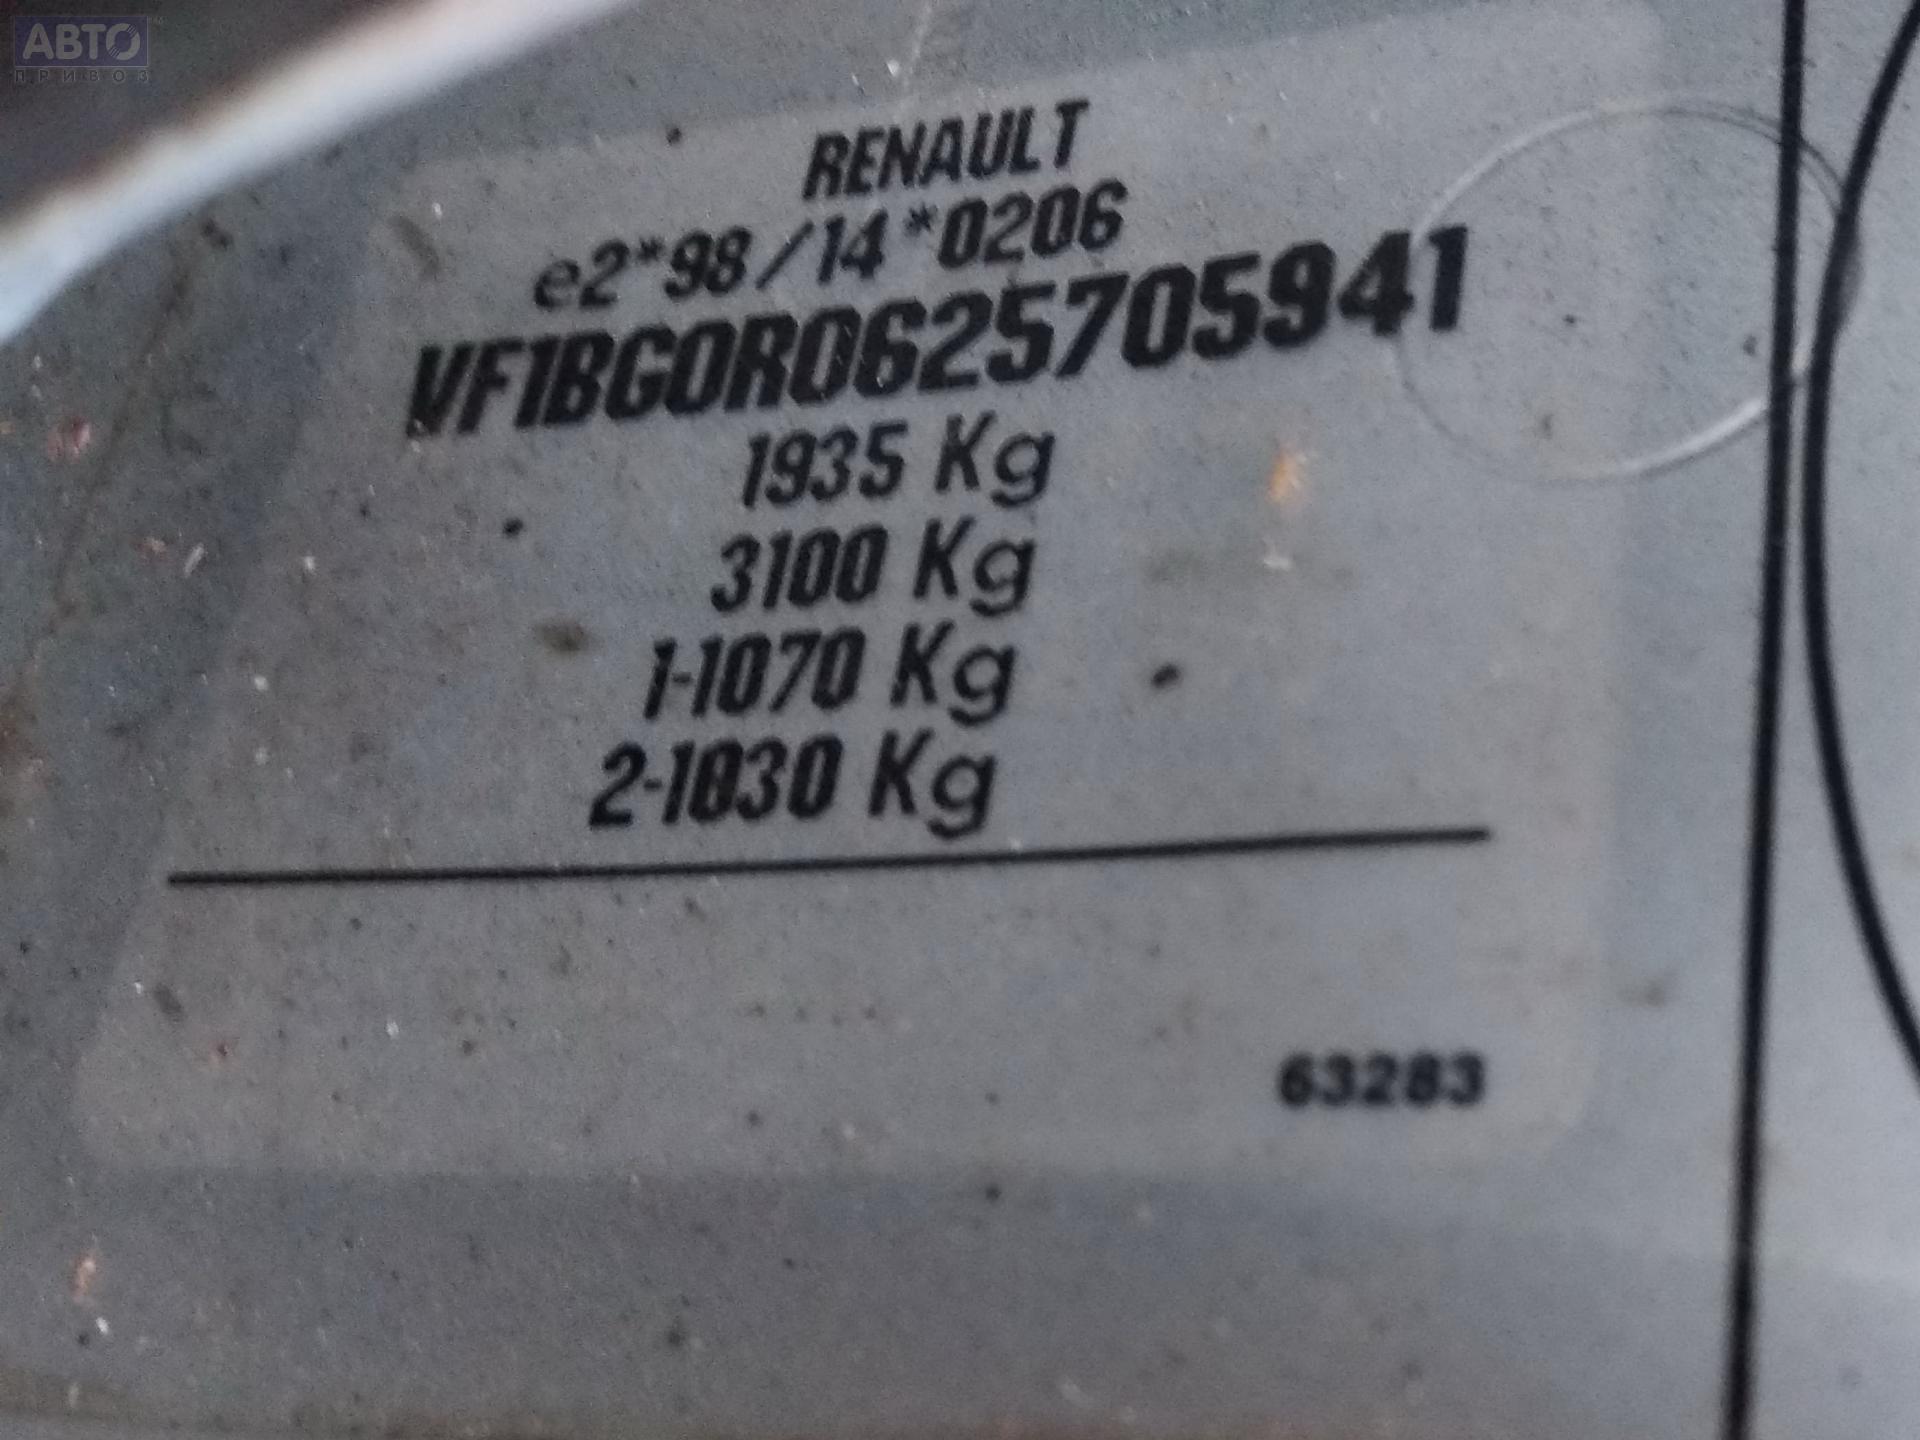 АВТО
ПРИВОЗ
RENAULT
e2*98/14*0206
VF1BG0R0625705941
1935 Kg
3100 Kg
1-1070 Kg
2-1030 Kg
63283